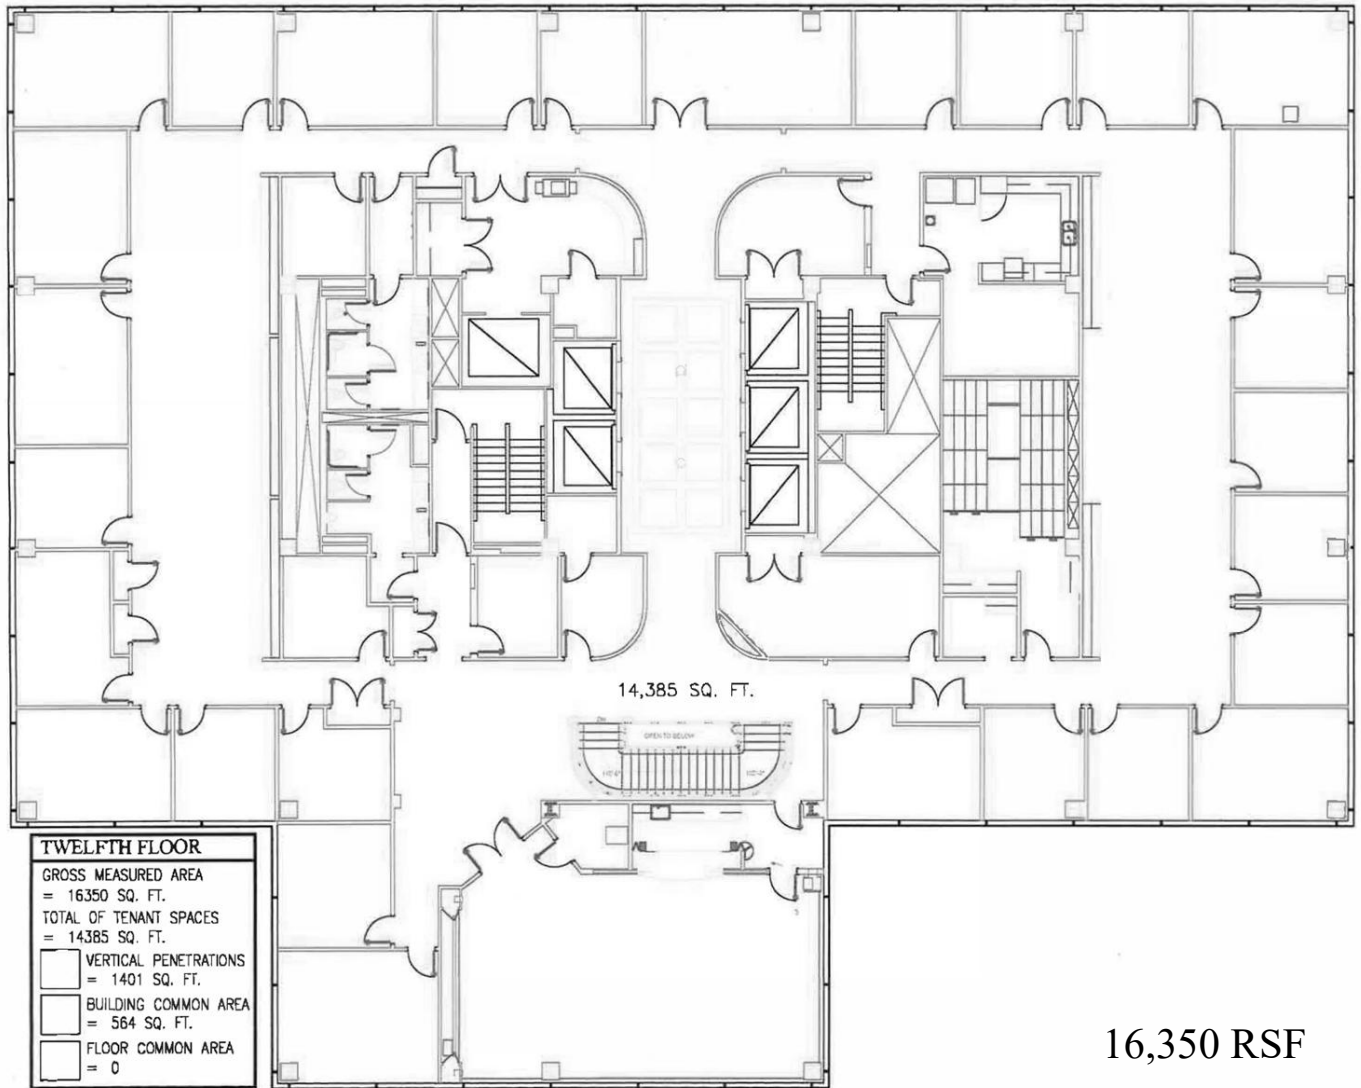 14,385 SQ. FT.
DN
OPEN TO BELOW
TWELFTH FLOOR
GROSS MEASURED AREA
= 16350 SQ. FT.
TOTAL OF TENANT SPACES
= 14385 SQ. FT.
VERTICAL PENETRATIONS
= 1401 SQ. FT.
BUILDING COMMON AREA
= 564 SQ. FT.
FLOOR COMMON AREA
= 0
16,350 RSF